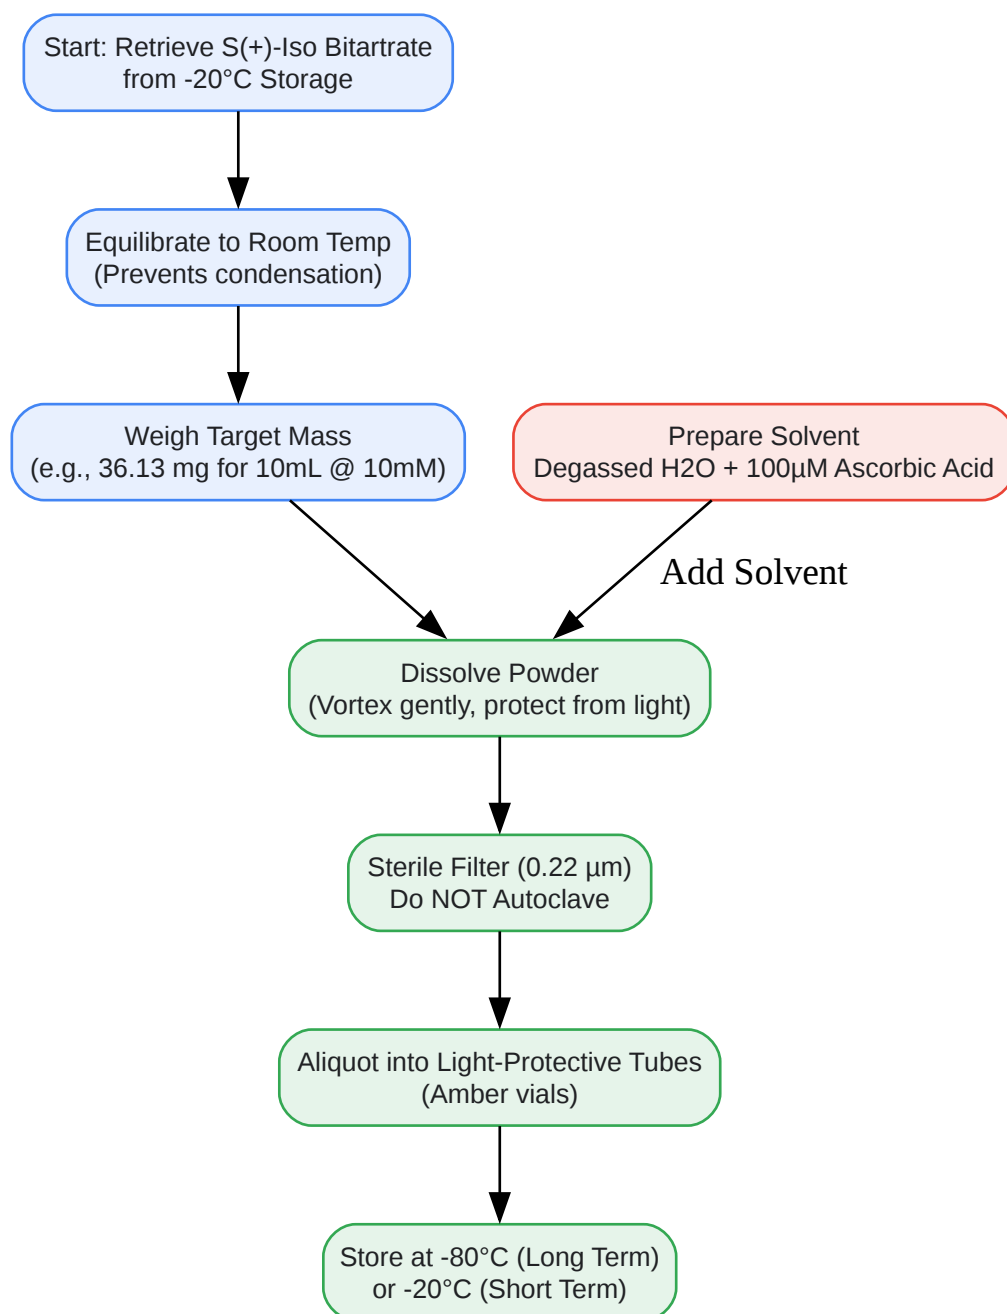 Start: Retrieve S(+)-Iso Bitartrate
from -20°C Storage
Equilibrate to Room Temp
(Prevents condensation)
Weigh Target Mass
(e.g., 36.13 mg for 10mL @ 10mM)
Prepare Solvent
Degassed H2O + 100µM Ascorbic Acid
Add Solvent
Dissolve Powder
(Vortex gently, protect from light)
Sterile Filter (0.22 µm)
Do NOT Autoclave
Aliquot into Light-Protective Tubes
(Amber vials)
Store at -80°C (Long Term)
or -20°C (Short Term)